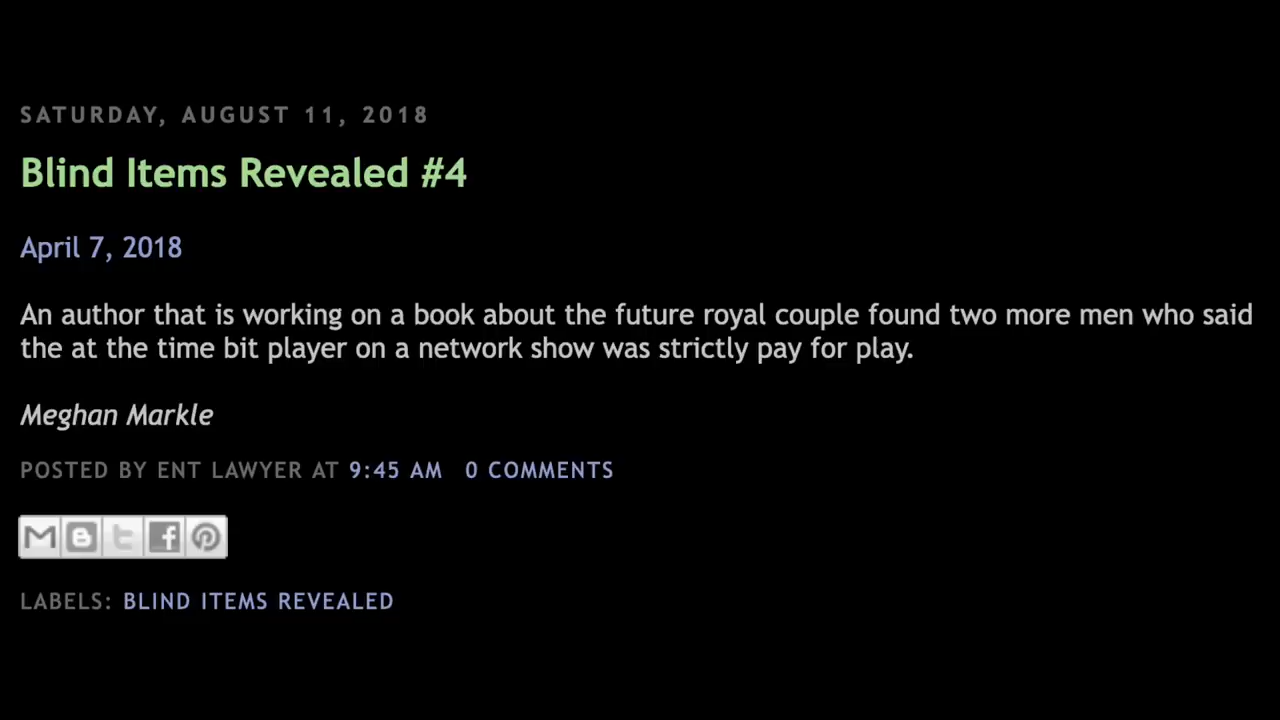 SATURDAY, AUGUST 11, 2018
Blind Items Revealed #4
April 7, 2018
An author that is working on a book about the future royal couple found two more men who said
the at the time bit player on a network show was strictly pay for play.
Meghan Markle
POSTED BY ENT LAWYER AT 9:45 AM 0 COMMENTS
LABELS: BLIND ITEMS REVEALED